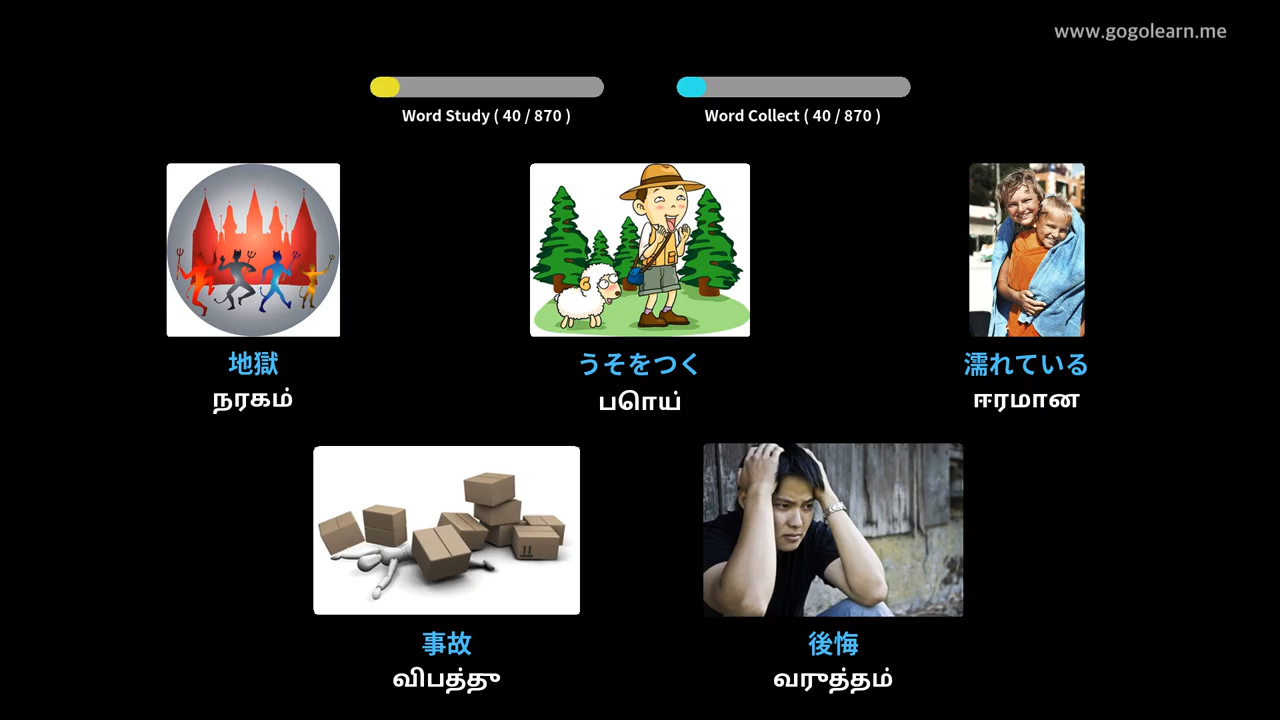 www.gogolearn.me
Word Study ( 40 / 870 )
Word Collect ( 40 / 870 )
地獄
நரகம்
うそをつく
பொய்
濡れている
ஈரமான
事故
விபத்து
後悔
வருத்தம்